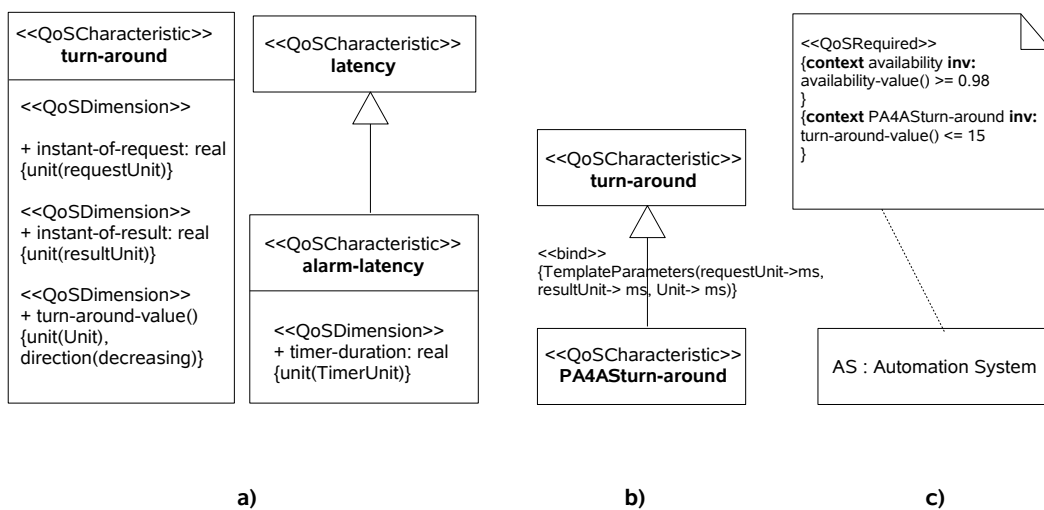 <<QoSCharacteristic>>
turn-around
<<QoSDimension>>
+ instant-of-request: real
{unit(requestUnit)}
<<QoSDimension>>
+ instant-of-result: real
{unit(resultUnit)}
<<QoSDimension>>
+ turn-around-value()
{unit(Unit),
direction(decreasing)}
<<QoSCharacteristic>>
latency
<<QoSCharacteristic>>
alarm-latency
<<QoSDimension>>
+ timer-duration: real
{unit(TimerUnit)}
a)
<<QoSCharacteristic>>
turn-around
<<bind>>
{TemplateParameters(requestUnit->ms,
resultUnit-> ms, Unit-> ms)}
<<QoSCharacteristic>>
PA4ASturn-around
b)
<<QoSRequired>>
{context availability inv:
availability-value() >= 0.98
}
{context PA4ASturn-around inv:
turn-around-value() <= 15
}
AS : Automation System
c)